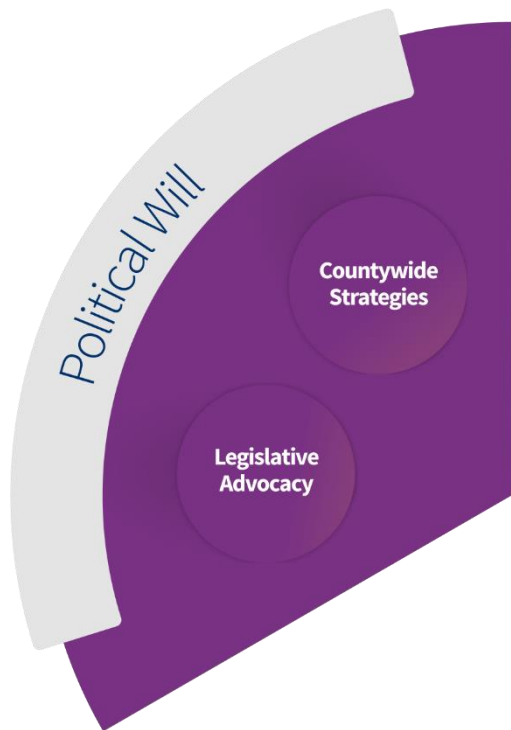 Political Will
Countywide
Strategies
Legislative
Advocacy